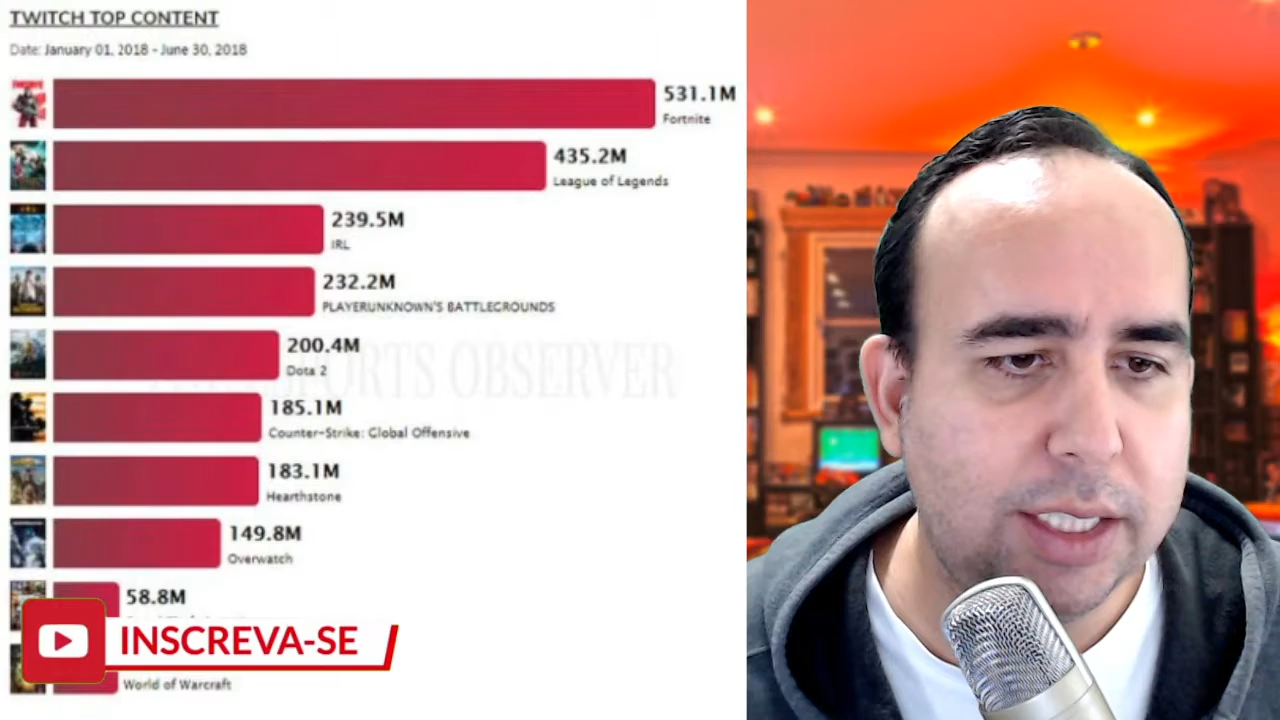 TWITCH TOP CONTENT
Date: January 01, 2018 - June 30, 2018
531.1M
Fortnite
435.2M
League of Legends
239.5M
IRL
232.2M
PLAYERUNKNOWN'S BATTLEGROUNDS
200.4M
Dota 2
ESPORTS OBSERVER
185.1M
Counter-Strike: Global Offensive
183.1M
Hearthstone
149.8M
Overwatch
58.8M
INSCREVA-SE
World of Warcraft